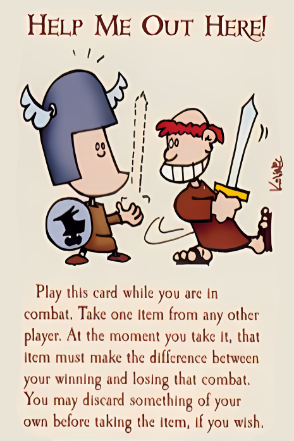 HELP ME OUT HERE!
KOVALIC
Play this card while you are in
combat. Take one item from any other
player. At the moment you take it, that
item must make the difference between
your winning and losing that combat.
You may discard something of your
own before taking the item, if you wish.